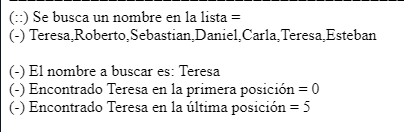 (::) Se busca un nombre en la lista =
(-) Teresa,Roberto,Sebastian,Daniel,Carla,Teresa,Esteban
(-) El nombre a buscar es: Teresa
(-) Encontrado Teresa en la primera posición = 0
(-) Encontrado Teresa en la última posición = 5